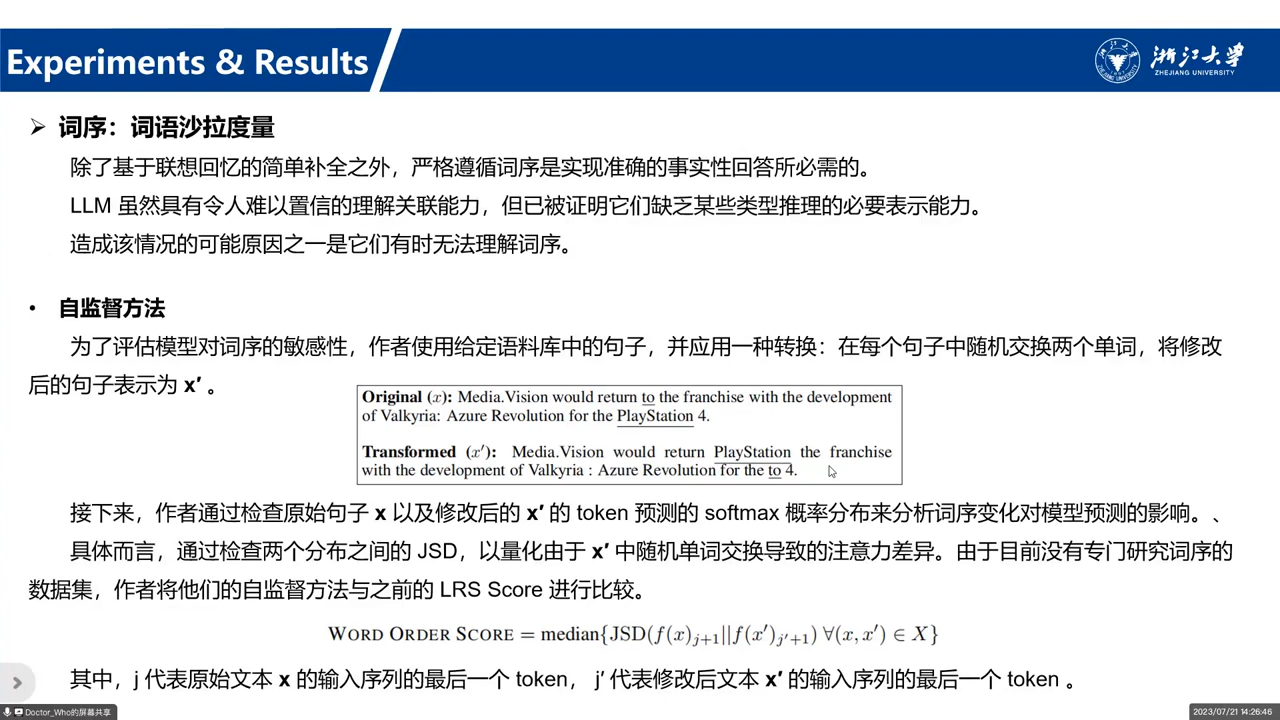 Experiments & Results
浙江大学
ZHEJIANG UNIVERSITY
➢ 词序：词语沙拉度量
除了基于联想回忆的简单补全之外，严格遵循词序是实现准确的事实性回答所必需的。
LLM 虽然具有令人难以置信的理解关联能力，但已被证明它们缺乏某些类型推理的必要表示能力。
造成该情况的可能原因之一是它们有时无法理解词序。
• 自监督方法
为了评估模型对词序的敏感性，作者使用给定语料库中的句子，并应用一种转换：在每个句子中随机交换两个单词，将修改
后的句子表示为 x′ 。
Original (x): Media.Vision would return to the franchise with the development
of Valkyria: Azure Revolution for the PlayStation 4.
Transformed (x′): Media.Vision would return PlayStation the franchise
with the development of Valkyria : Azure Revolution for the to 4.
接下来，作者通过检查原始句子 x 以及修改后的 x′ 的 token 预测的 softmax 概率分布来分析词序变化对模型预测的影响。、
具体而言，通过检查两个分布之间的 JSD，以量化由于 x′ 中随机单词交换导致的注意力差异。由于目前没有专门研究词序的
数据集，作者将他们的自监督方法与之前的 LRS Score 进行比较。
WORD ORDER SCORE = median{JSD(f(x)j+1||f(x′)j′+1) ∀(x, x′) ∈ X}
其中，j 代表原始文本 x 的输入序列的最后一个 token， j′ 代表修改后文本 x′ 的输入序列的最后一个 token 。
Doctor_Who的屏幕共享
2023/07/21 14:26:46